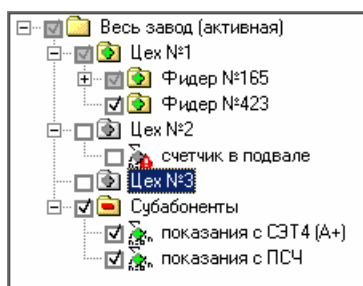 Весь завод (активная)
Цех №1
Фидер №165
Фидер №423
Цех №2
счетчик в подвале
Цех №3
Субабоненты
показания с СЭТ4 (А+)
показания с ПСЧ